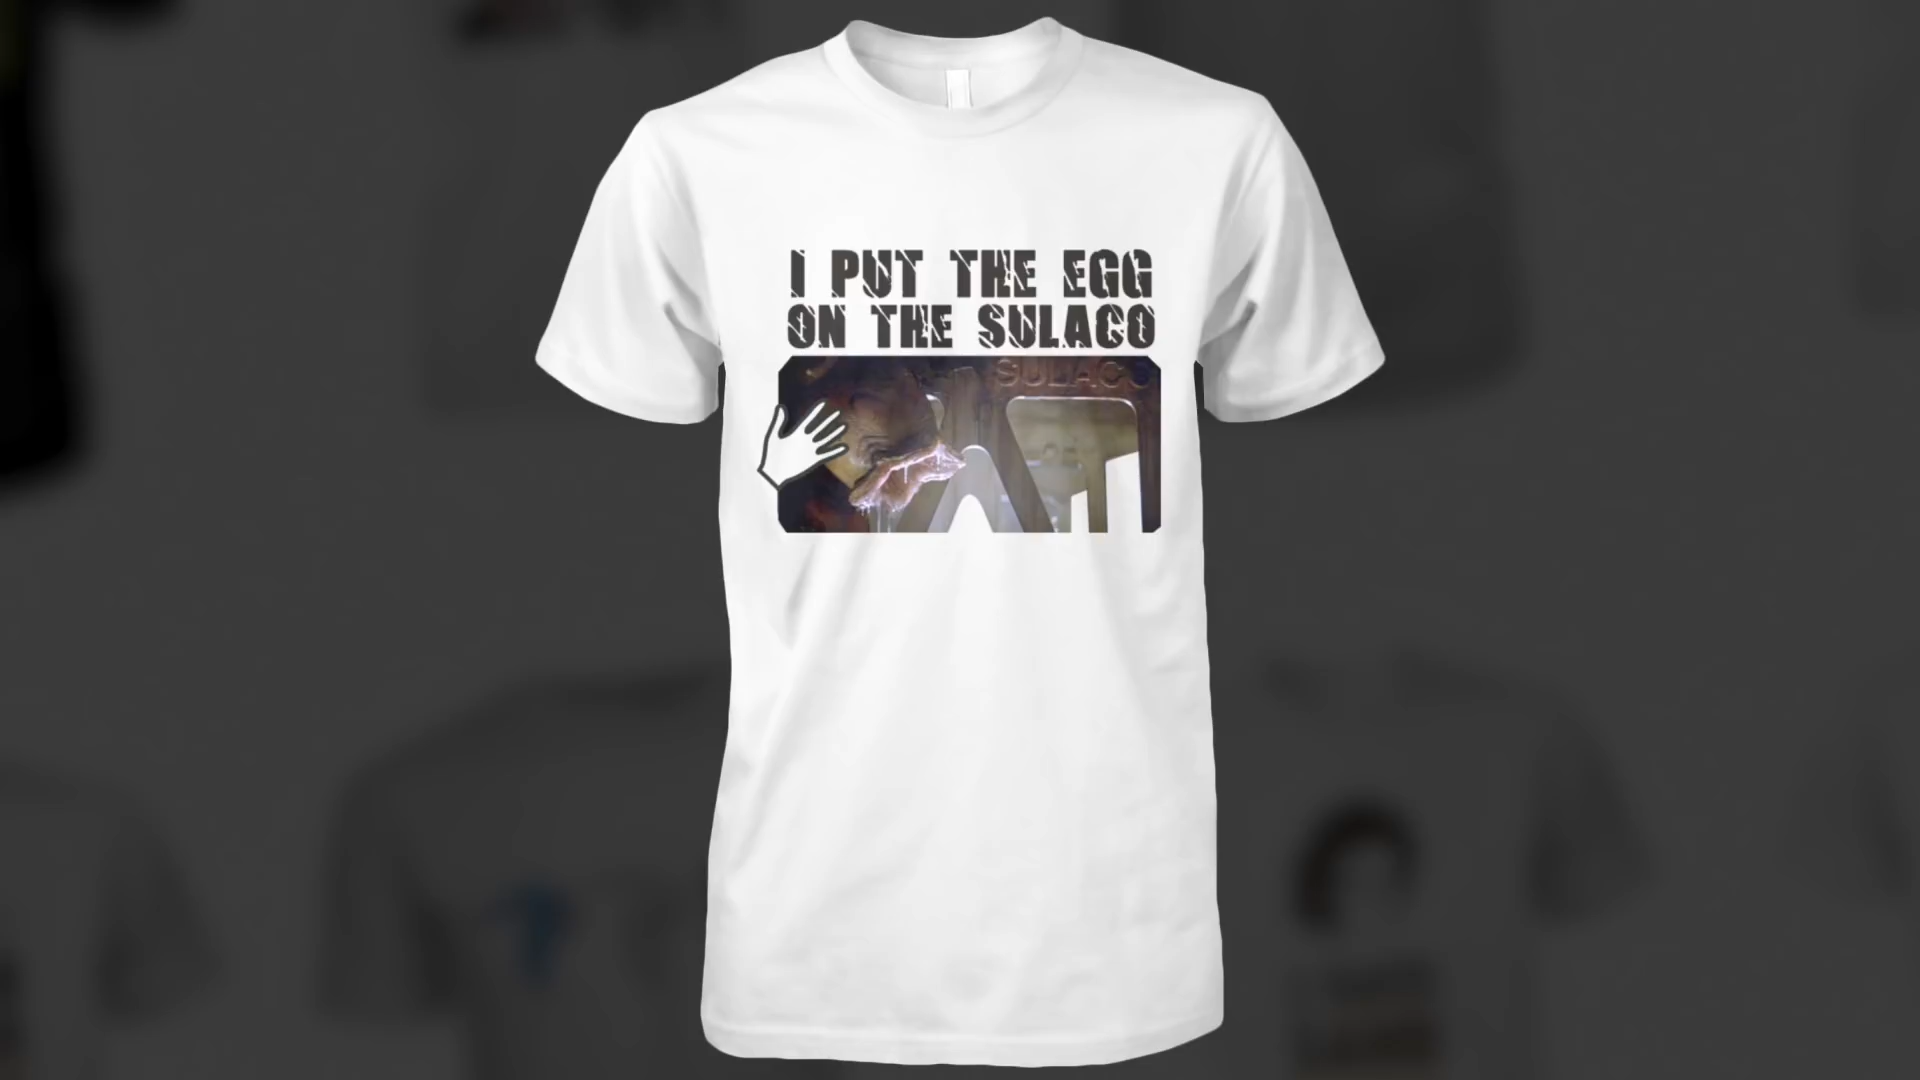 I PUT THE EGG
ON THE SULACO
SULACO